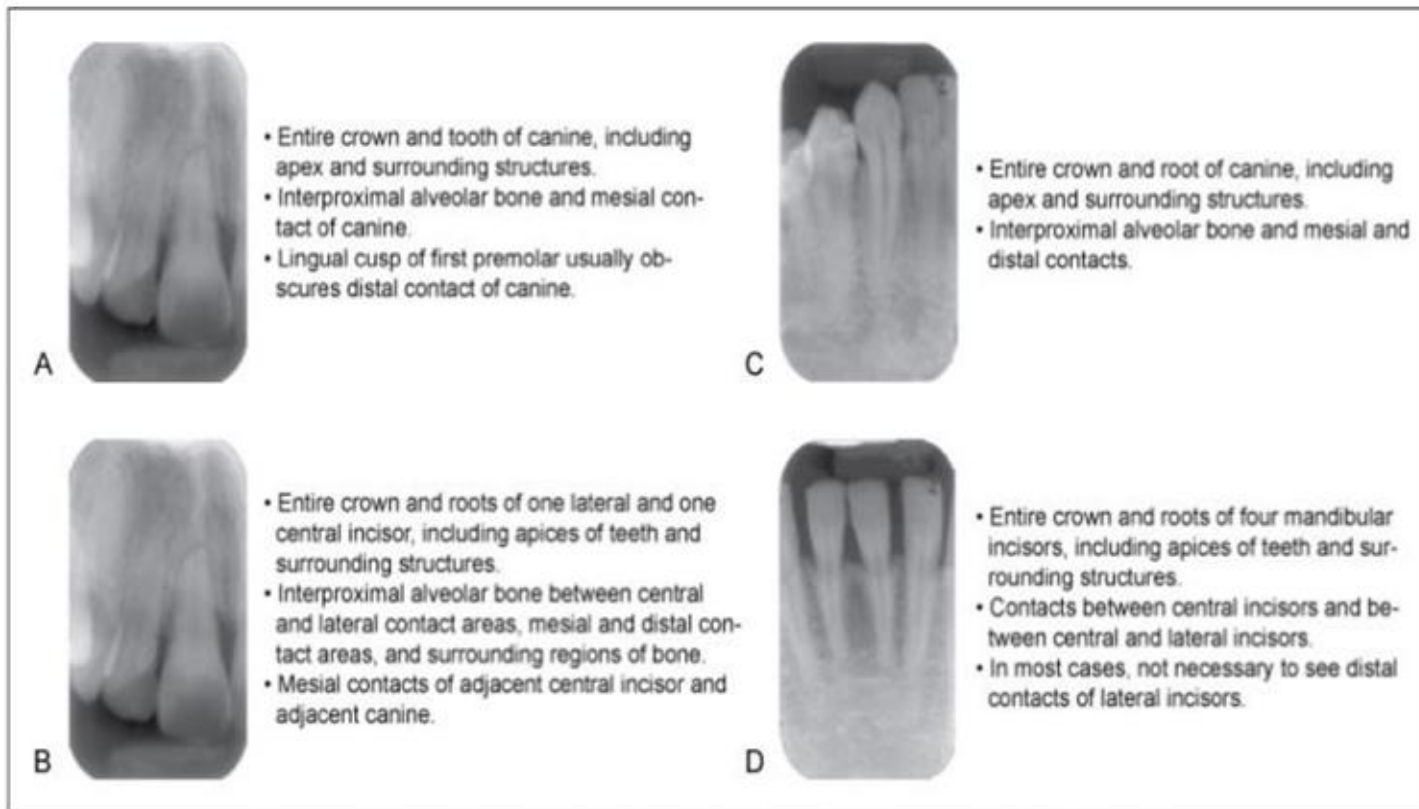 • Entire crown and tooth of canine, including
apex and surrounding structures.
• Interproximal alveolar bone and mesial con-
tact of canine.
• Lingual cusp of first premolar usually ob-
scures distal contact of canine.
A
• Entire crown and roots of one lateral and one
central incisor, including apices of teeth and
surrounding structures.
• Interproximal alveolar bone between central
and lateral contact areas, mesial and distal con-
tact areas, and surrounding regions of bone.
• Mesial contacts of adjacent central incisor and
adjacent canine.
B
• Entire crown and root of canine, including
apex and surrounding structures.
• Interproximal alveolar bone and mesial and
distal contacts.
C
• Entire crown and roots of four mandibular
incisors, including apices of teeth and sur-
rounding structures.
• Contacts between central incisors and be-
tween central and lateral incisors.
• In most cases, not necessary to see distal
contacts of lateral incisors.
D